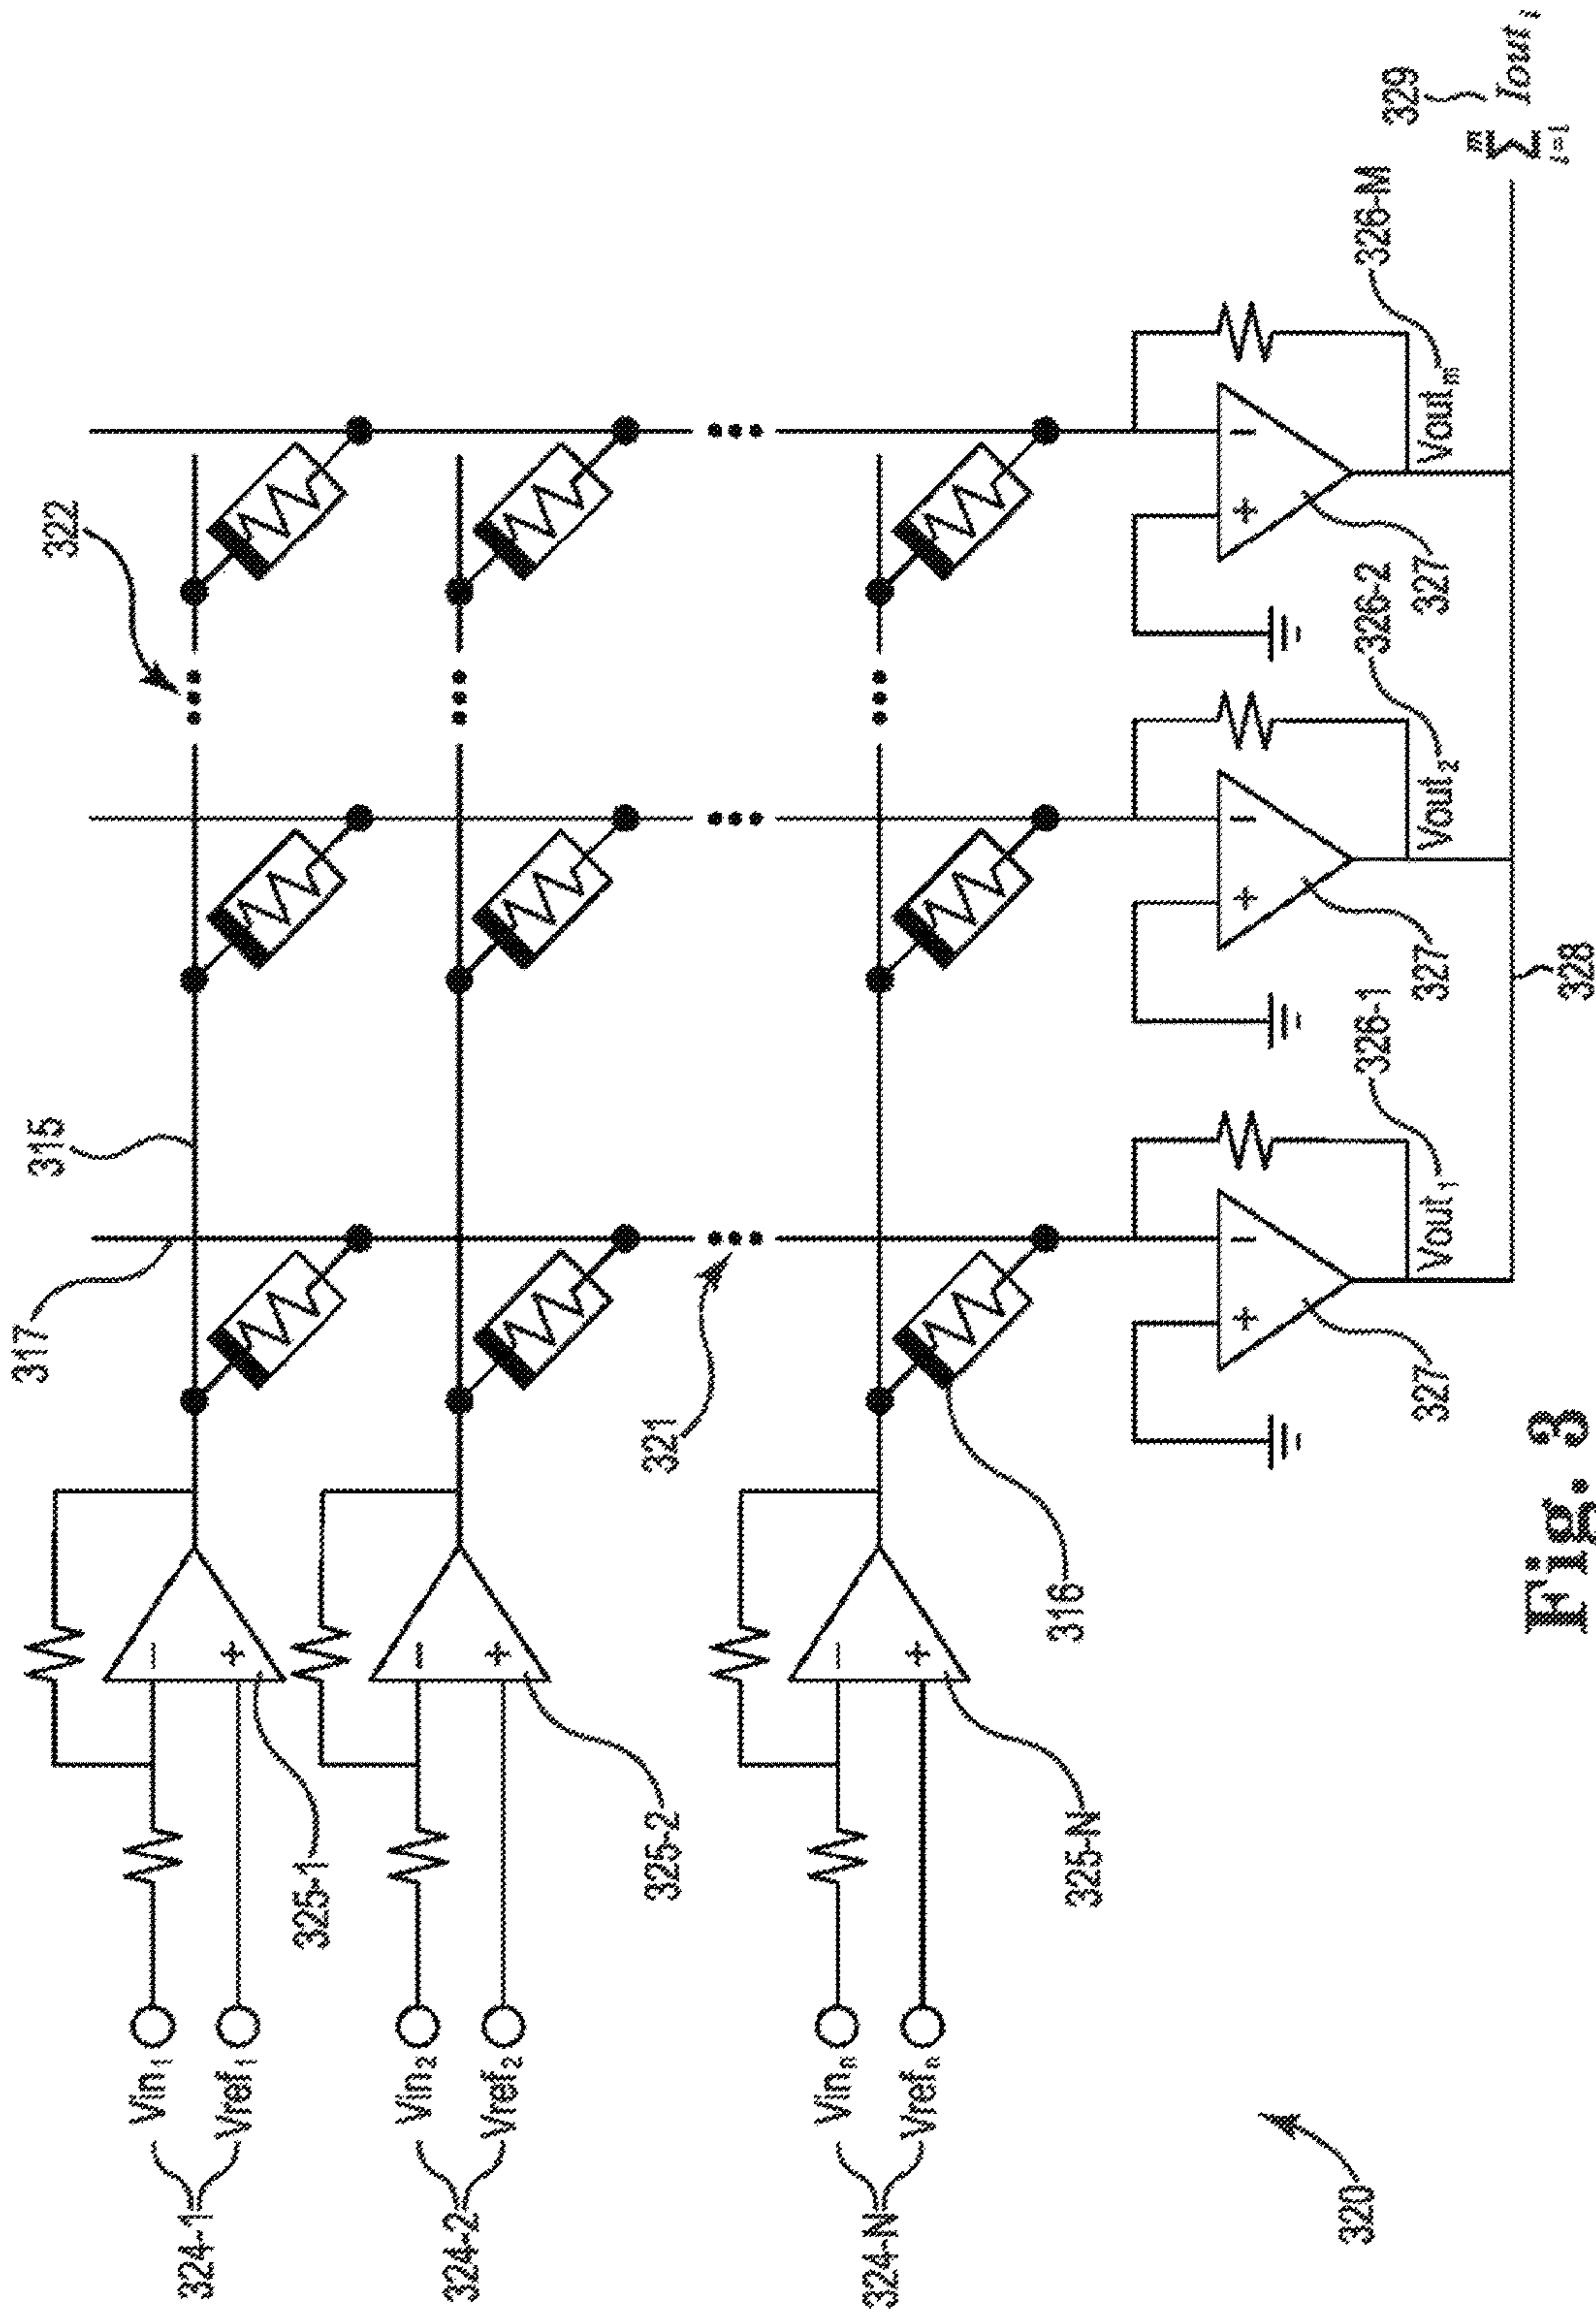 322
315
317
Vin1
Vref1
324-1
325-1
Vin2
Vref2
324-2
325-2
321
Vinn
Vrefn
324-N
325-N
316
− +
− +
− +
+ −
+ −
+ −
327
327
327
Vout1
326-1
Vout2
326-2
Voutm
326-M
328
329
m
∑ Iout i
i=1
320
Fig. 3